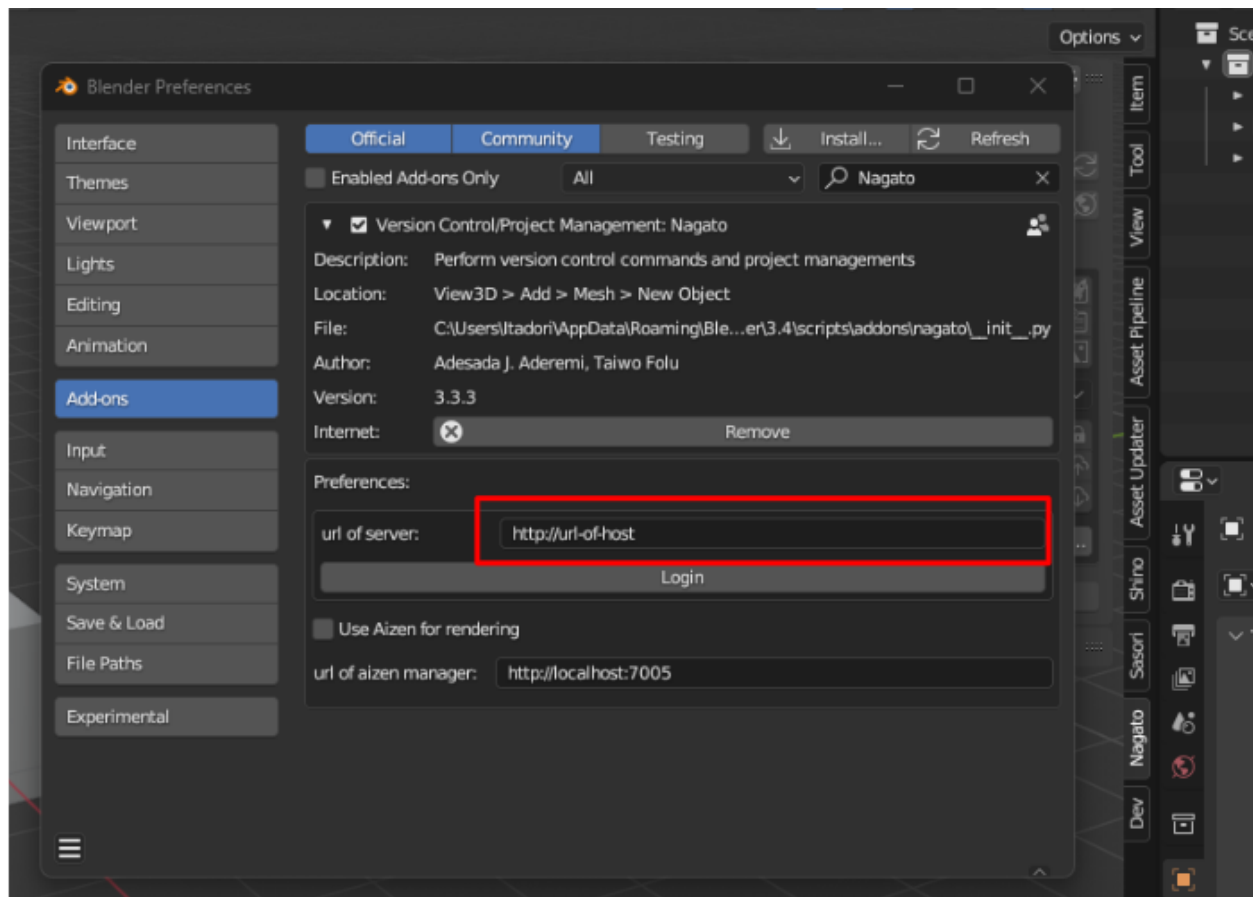 Options
Sce
Blender Preferences
Interface
Themes
Viewport
Lights
Editing
Animation
Add-ons
Input
Navigation
Keymap
System
Save & Load
File Paths
Experimental
Official Community Testing Install... Refresh
Enabled Add-ons Only All Nagato
Version Control/Project Management: Nagato
Description: Perform version control commands and project managements
Location: View3D > Add > Mesh > New Object
File: C:\Users\Itadori\AppData\Roaming\Ble...er\3.4\scripts\addons\nagato\__init__.py
Author: Adesada J. Aderemi, Taiwo Folu
Version: 3.3.3
Internet: Remove
Preferences:
url of server: http://url-of-host
Login
Use Aizen for rendering
url of aizen manager: http://localhost:7005
Item
Tool
View
Asset Pipeline
Asset Updater
Shino
Sasori
Nagato
Dev